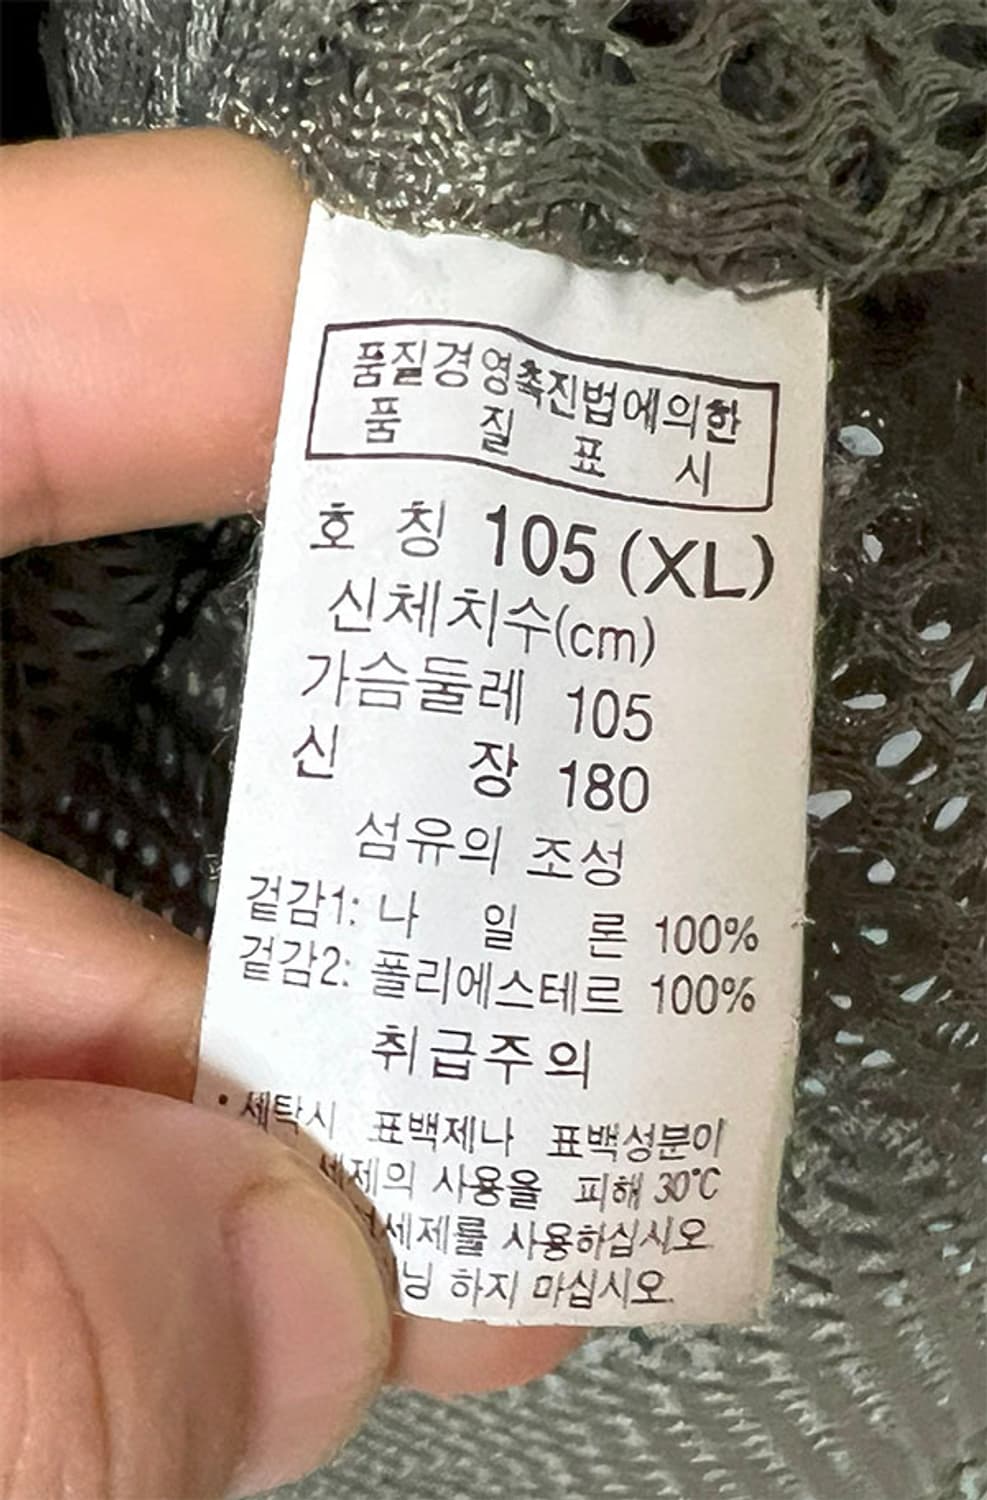 품질경영촉진법에의한
품 질 표 시
호 칭 105 (XL)
신체치수(cm)
가슴둘레 105
신 장 180
섬유의 조성
겉감1: 나 일 론 100%
겉감2: 폴리에스테르 100%
취급주의
• 세탁시 표백제나 표백성분이
세제의 사용을 피해 30℃
세제를 사용하십시오.
닝 하지 마십시오.